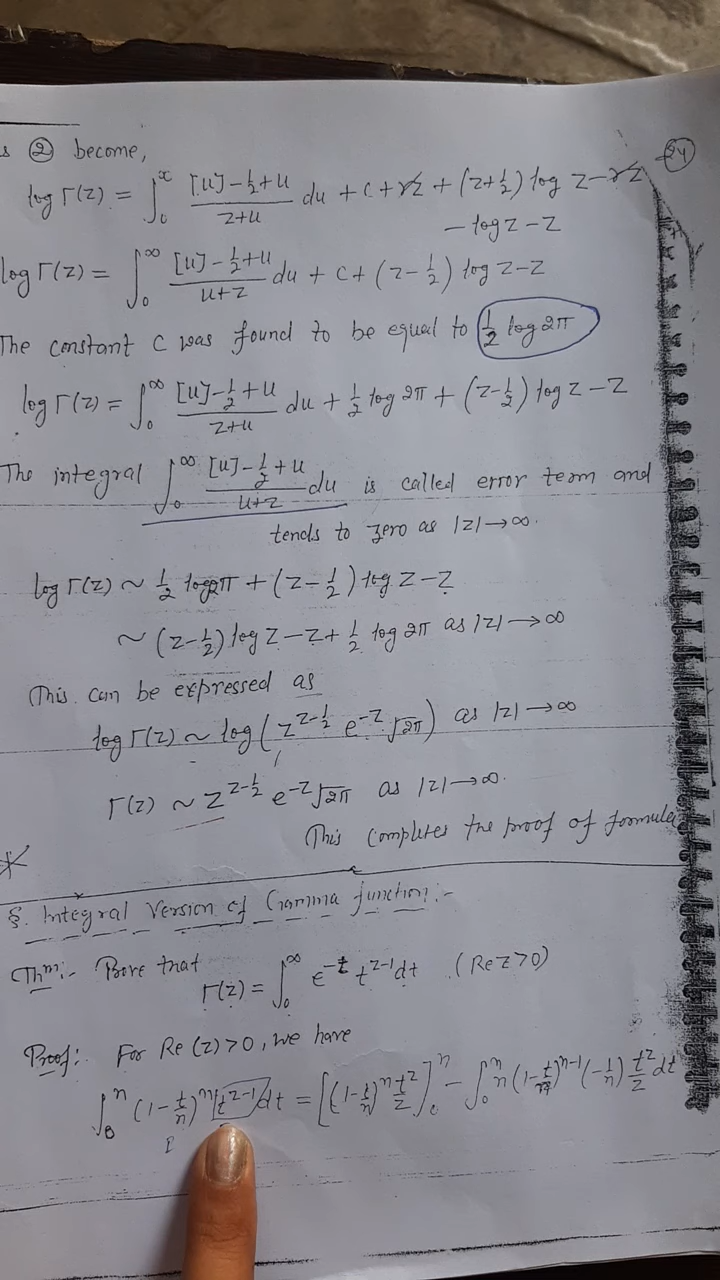 s ② become,
24
log Γ(z) = ∫₀^∞ [u]-½+u / z+u du + c + γz + (z+½) log z - γz
- log z - z
log Γ(z) = ∫₀^∞ [u]-½+u / u+z du + c + (z-½) log z - z
The constant c was found to be equal to ½ log 2π
log Γ(z) = ∫₀^∞ [u]-½+u / z+u du + ½ log 2π + (z-½) log z - z
The integral ∫₀^∞ [u]-½+u / u+z du is called error term and
tends to zero as |z| → ∞.
log Γ(z) ~ ½ log 2π + (z-½) log z - z
~ (z-½) log z - z + ½ log 2π as |z| → ∞
This can be expressed as
log Γ(z) ~ log (z^{z-½} e^{-z} √2π) as |z| → ∞
Γ(z) ~ z^{z-½} e^{-z} √2π as |z| → ∞.
This completes the proof of formula
§. Integral Version of Gamma function:-
Thm:- Prove that
Γ(z) = ∫₀^∞ e^{-t} t^{z-1} dt (Re z > 0)
Proof:- For Re (z) > 0, we have
∫₀^n (1-t/n)^n t^{z-1} dt = [(1-t/n)^n t^z/z]₀^n - ∫₀^n n (1-t/n)^{n-1} (-1/n) t^z/z dt